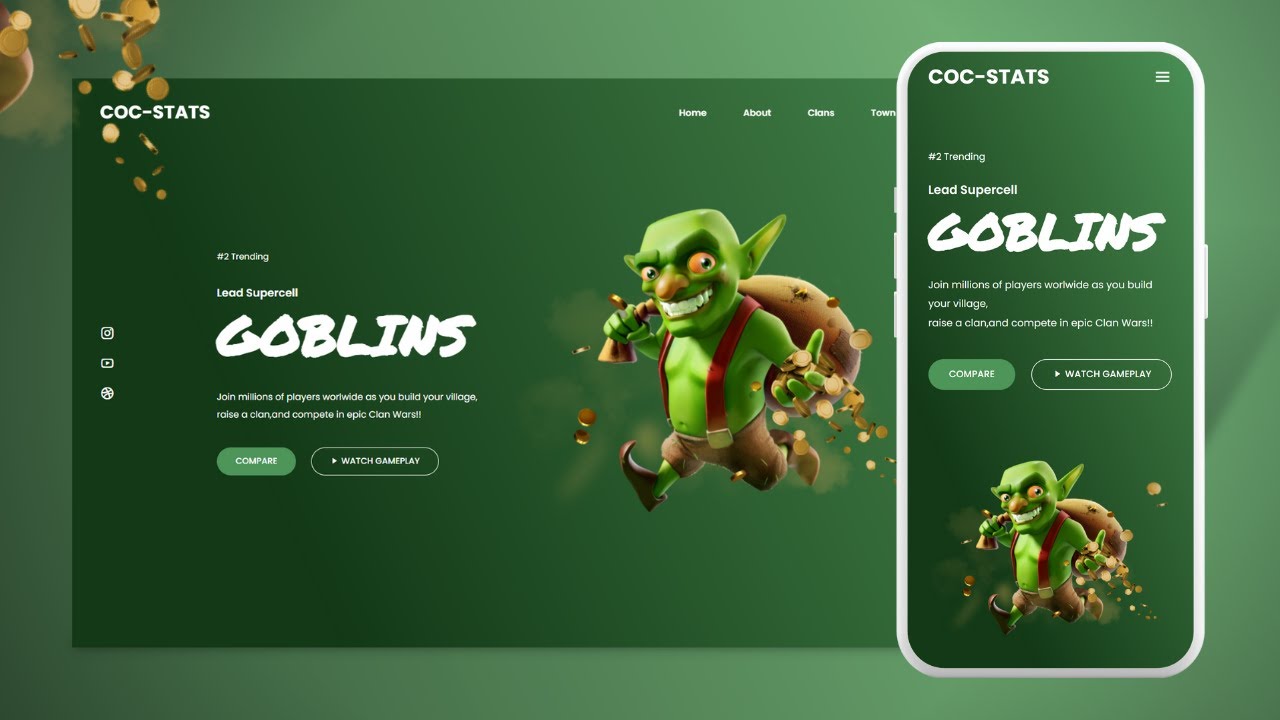 COC-STATS
Home About Clans Town
#2 Trending
Lead Supercell
GOBLINS
Join millions of players worlwide as you build your village,
raise a clan,and compete in epic Clan Wars!!
COMPARE
WATCH GAMEPLAY
COC-STATS
#2 Trending
Lead Supercell
GOBLINS
Join millions of players worlwide as you build
your village,
raise a clan,and compete in epic Clan Wars!!
COMPARE
WATCH GAMEPLAY